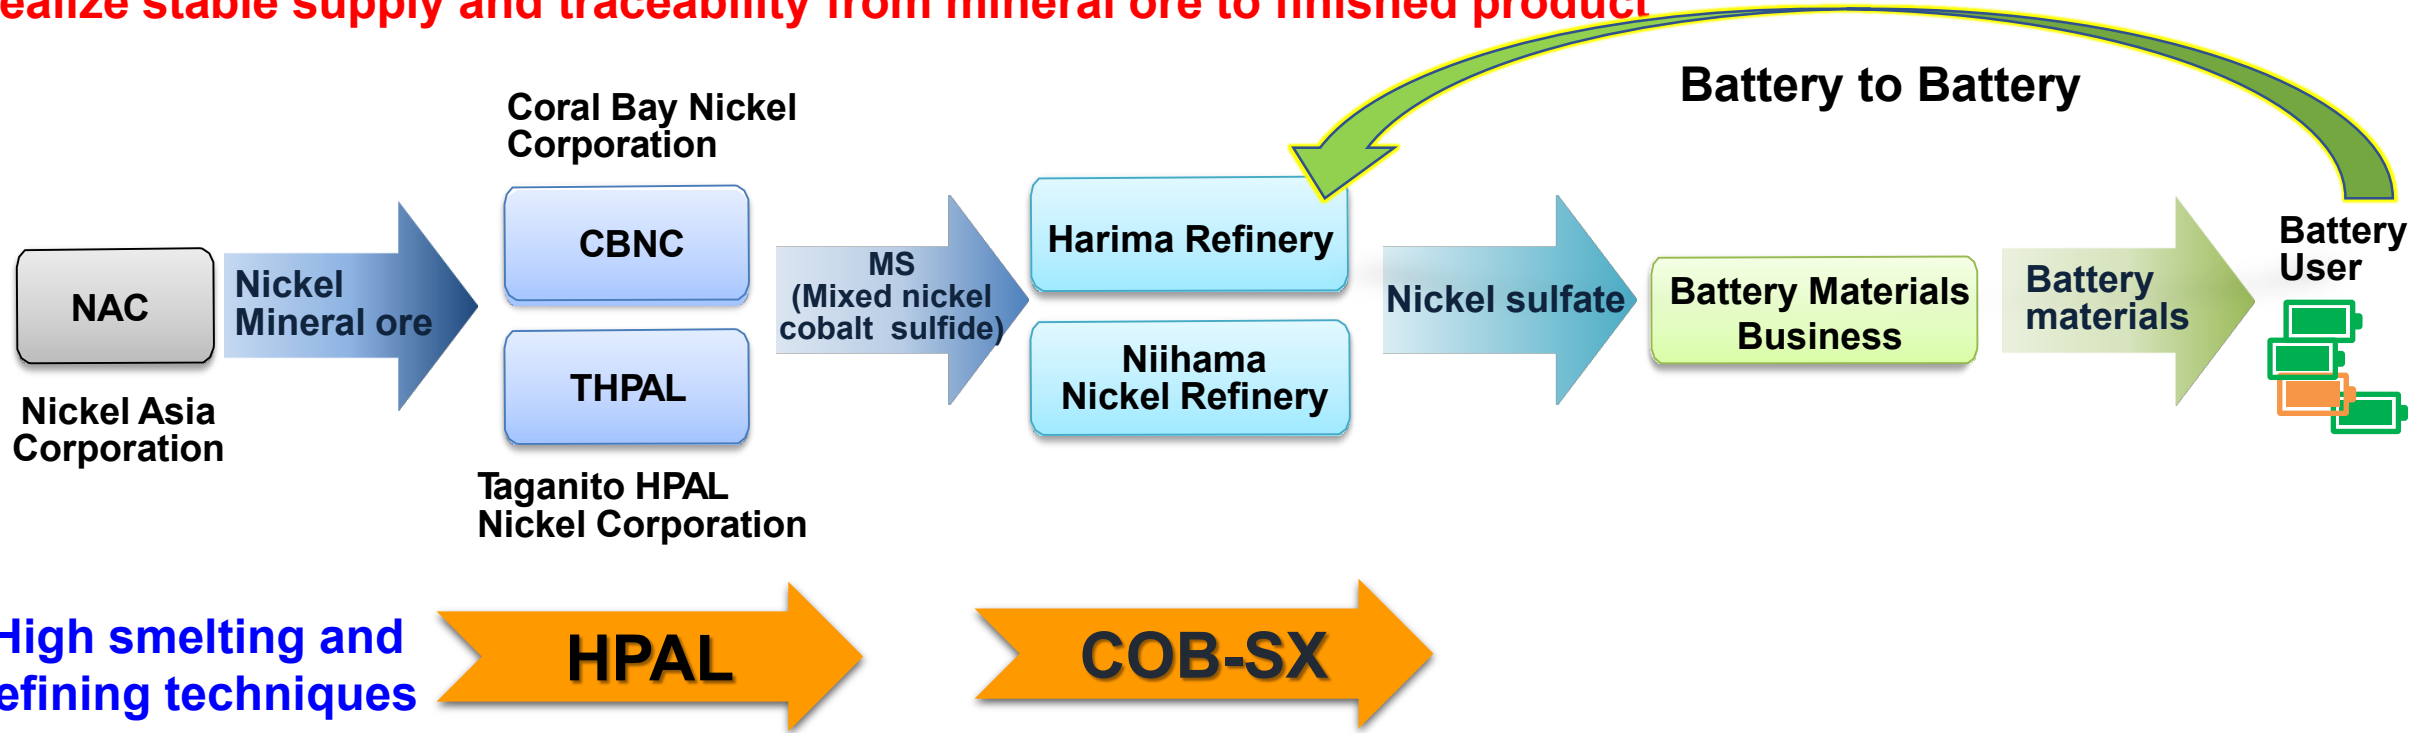 ealize stable supply and traceability from mineral ore to finished product
Battery to Battery
Coral Bay Nickel
Corporation
NAC
Nickel Asia
Corporation
Nickel
Mineral ore
CBNC
THPAL
Taganito HPAL
Nickel Corporation
MS
(Mixed nickel
cobalt sulfide)
Harima Refinery
Niihama
Nickel Refinery
Nickel sulfate
Battery Materials
Business
Battery
materials
Battery
User
High smelting and
efining techniques
HPAL
COB-SX